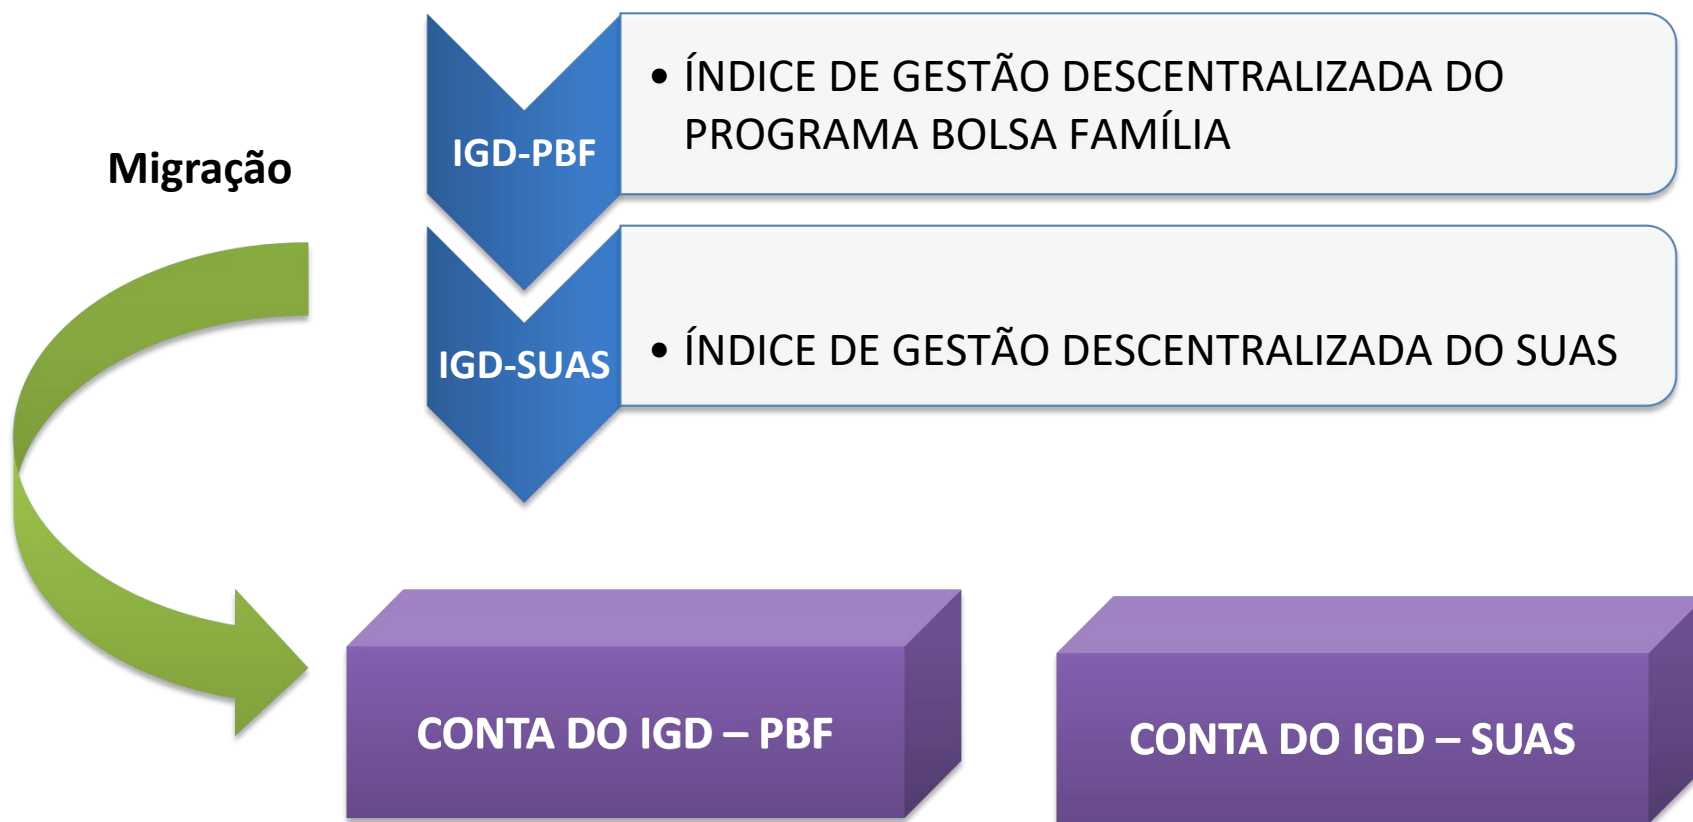 Migração
IGD-PBF
• ÍNDICE DE GESTÃO DESCENTRALIZADA DO
PROGRAMA BOLSA FAMÍLIA
IGD-SUAS
• ÍNDICE DE GESTÃO DESCENTRALIZADA DO SUAS
CONTA DO IGD – PBF
CONTA DO IGD – SUAS